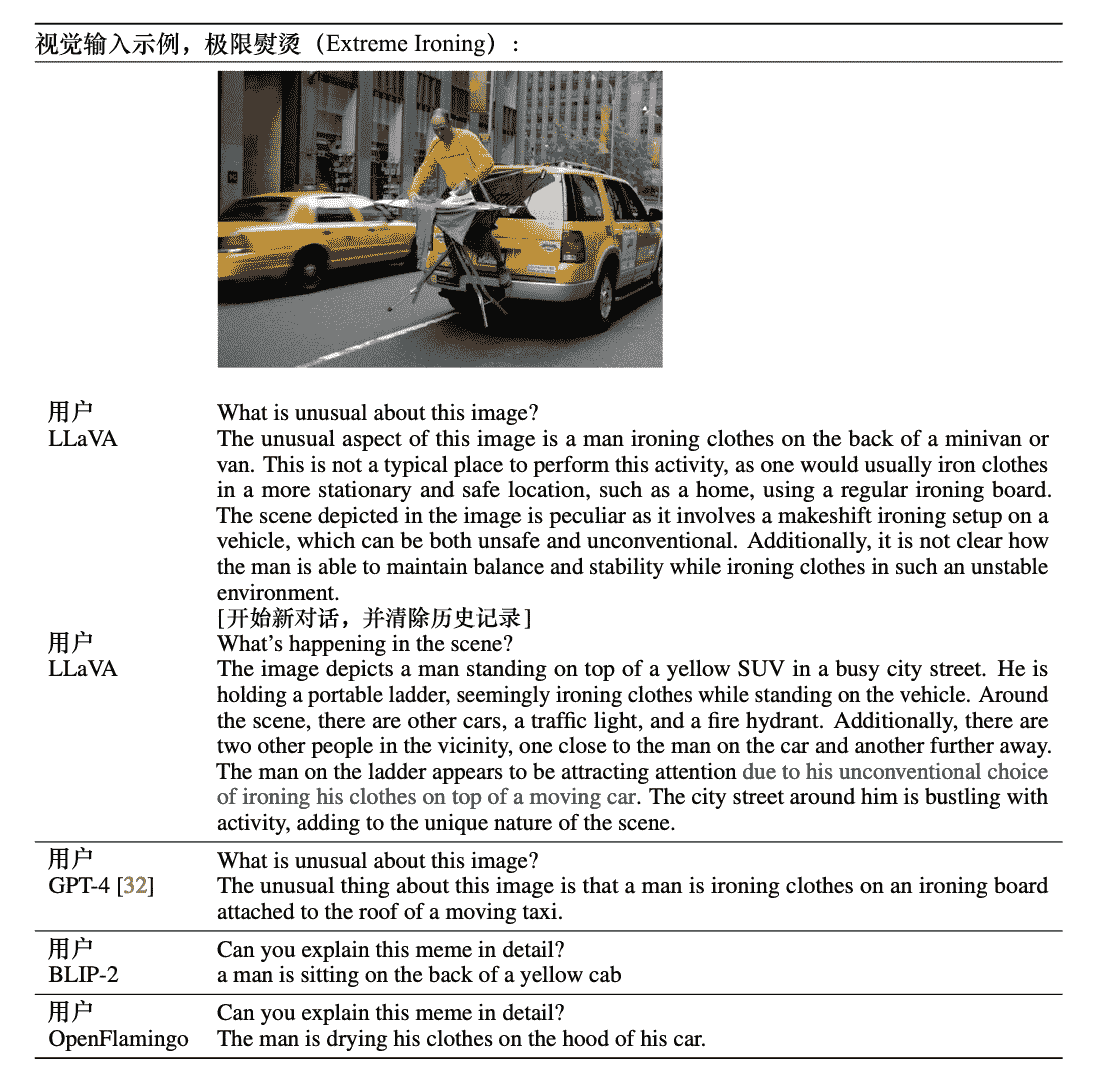 视觉输入示例，极限熨烫（Extreme Ironing）:
用户 What is unusual about this image?
LLaVA The unusual aspect of this image is a man ironing clothes on the back of a minivan or
van. This is not a typical place to perform this activity, as one would usually iron clothes
in a more stationary and safe location, such as a home, using a regular ironing board.
The scene depicted in the image is peculiar as it involves a makeshift ironing setup on a
vehicle, which can be both unsafe and unconventional. Additionally, it is not clear how
the man is able to maintain balance and stability while ironing clothes in such an unstable
environment.
[开始新对话，并清除历史记录]
用户 What's happening in the scene?
LLaVA The image depicts a man standing on top of a yellow SUV in a busy city street. He is
holding a portable ladder, seemingly ironing clothes while standing on the vehicle. Around
the scene, there are other cars, a traffic light, and a fire hydrant. Additionally, there are
two other people in the vicinity, one close to the man on the car and another further away.
The man on the ladder appears to be attracting attention due to his unconventional choice
of ironing his clothes on top of a moving car. The city street around him is bustling with
activity, adding to the unique nature of the scene.
用户 What is unusual about this image?
GPT-4 [32] The unusual thing about this image is that a man is ironing clothes on an ironing board
attached to the roof of a moving taxi.
用户 Can you explain this meme in detail?
BLIP-2 a man is sitting on the back of a yellow cab
用户 Can you explain this meme in detail?
OpenFlamingo The man is drying his clothes on the hood of his car.